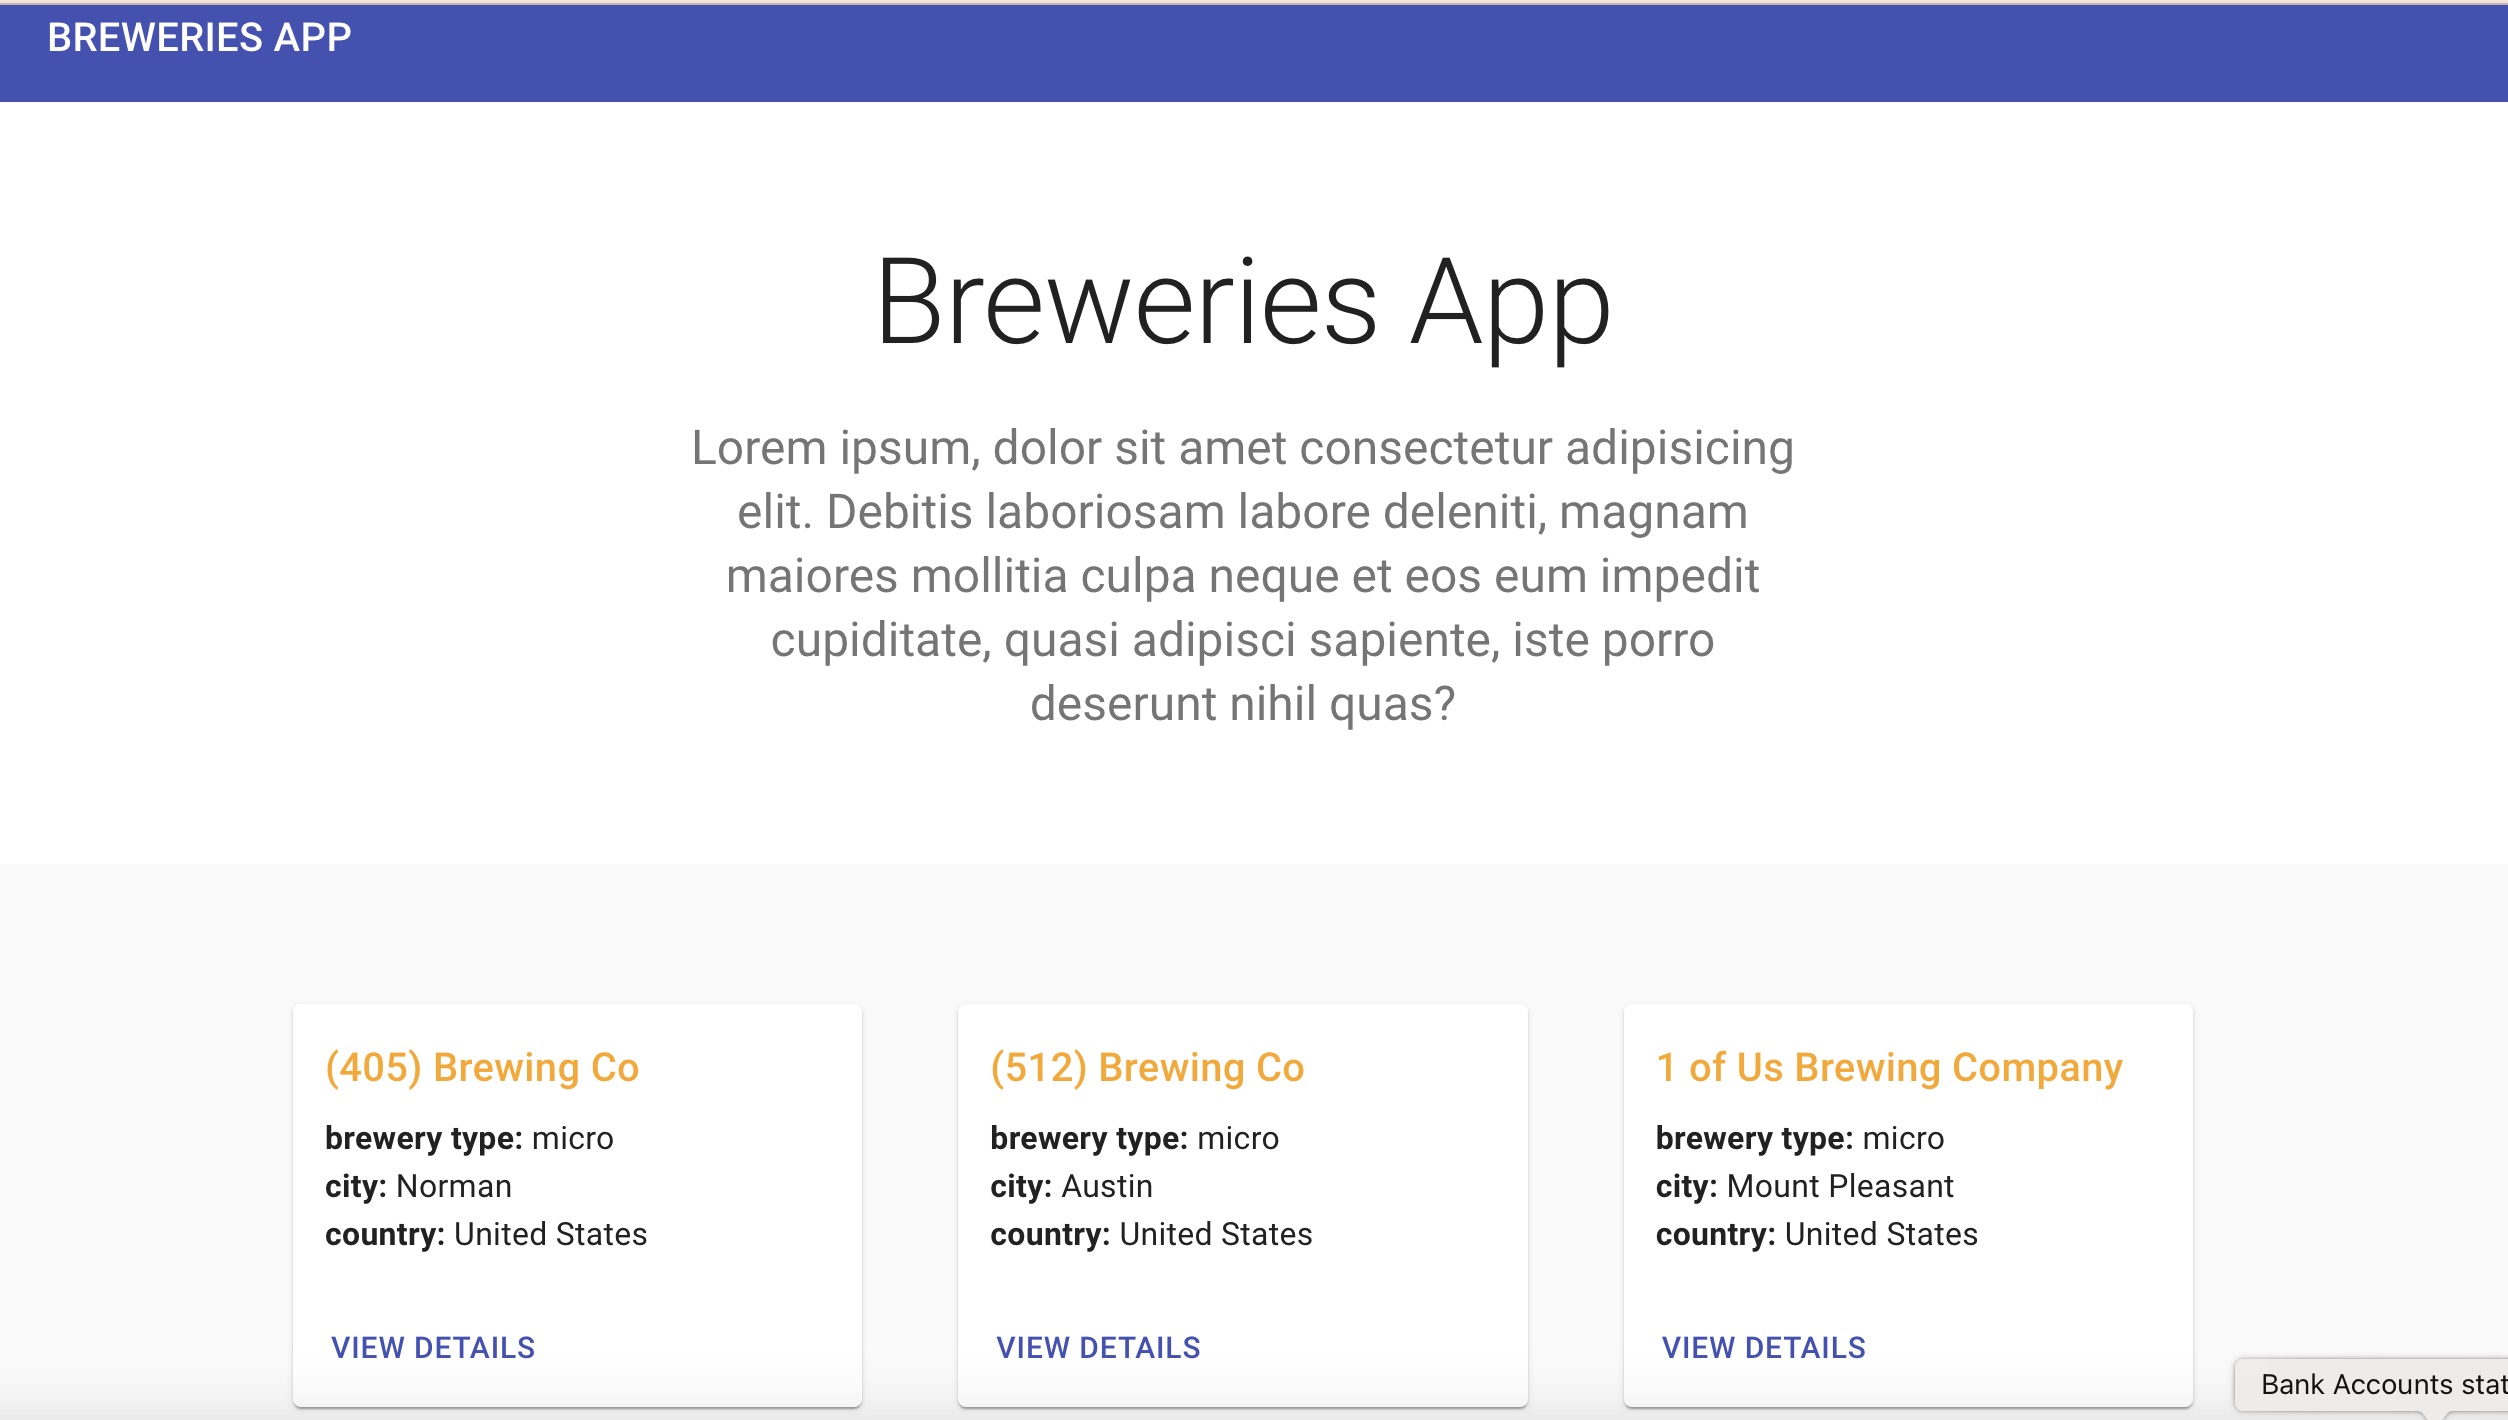 BREWERIES APP
Breweries App
Lorem ipsum, dolor sit amet consectetur adipisicing
elit. Debitis laboriosam labore deleniti, magnam
maiores mollitia culpa neque et eos eum impedit
cupiditate, quasi adipisci sapiente, iste porro
deserunt nihil quas?
(405) Brewing Co
brewery type: micro
city: Norman
country: United States
VIEW DETAILS
(512) Brewing Co
brewery type: micro
city: Austin
country: United States
VIEW DETAILS
1 of Us Brewing Company
brewery type: micro
city: Mount Pleasant
country: United States
VIEW DETAILS
Bank Accounts stat